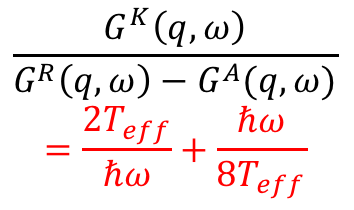 G^K(q, ω)
G^R(q, ω) − G^A(q, ω)
= 2T_eff/ħω + ħω/8T_eff